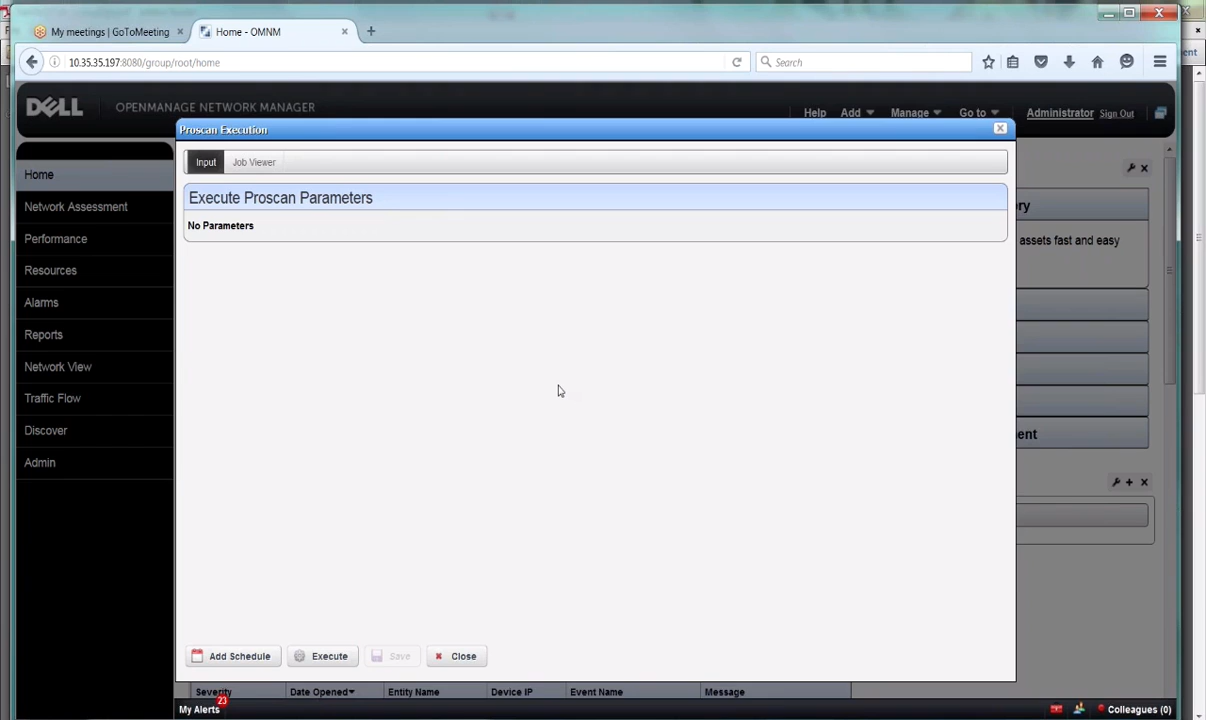 My meetings | GoToMeeting
Home - OMNM
10.35.35.197:8080/group/root/home
Search
DELL OPENMANAGE NETWORK MANAGER
Help Add Manage Go to Administrator Sign Out
Proscan Execution
Input Job Viewer
Execute Proscan Parameters
No Parameters
Home
Network Assessment
Performance
Resources
Alarms
Reports
Network View
Traffic Flow
Discover
Admin
ry
assets fast and easy
ent
ent
Add Schedule Execute Save Close
Severity Date Opened Entity Name Device IP Event Name Message
My Alerts 23
Colleagues (0)